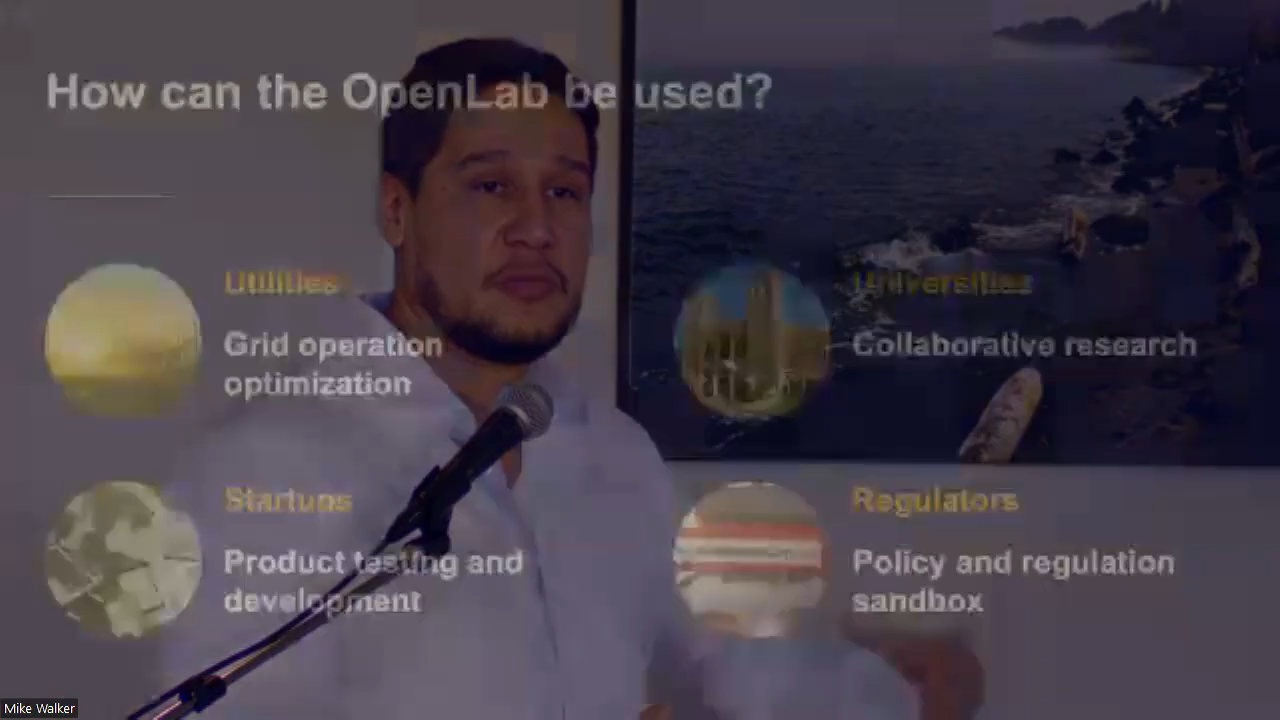 How can the OpenLab be used?
Utilities
Grid operation
optimization
Universities
Collaborative research
Startups
Product testing and
development
Regulators
Policy and regulation
sandbox
Mike Walker